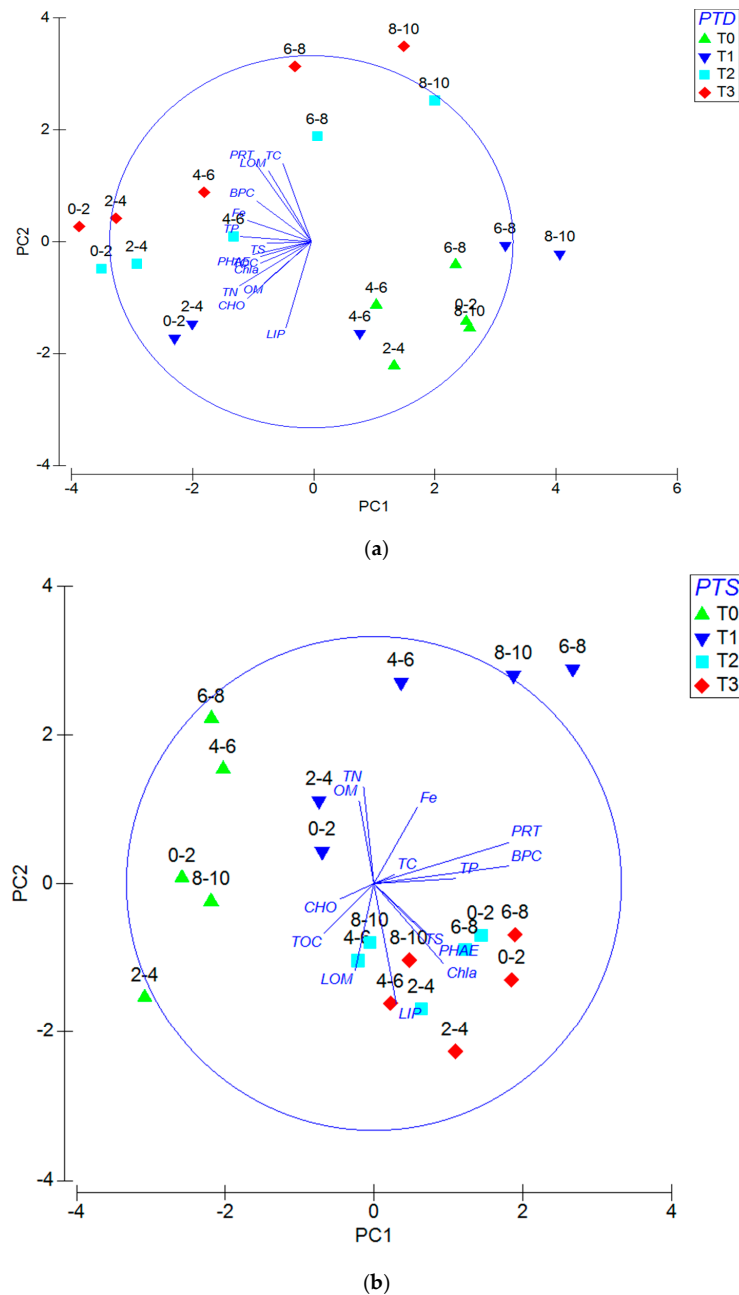 4
8-10
PTD
6-8
T0
T1
8-10
T2
T3
2
6-8
PRT TC
LOM
4-6
BPC
2-4
0-2
Fe
4-6
TP
PC2
0
6-8
8-10
0-2
2-4
TS
6-8
PHAE
Chla
4-6
0-2
TN
OM
2-4
8-10
CHO
0-2
4-6
LIP
2-4
-2
-4
-4
-2
0
2
4
6
PC1
(a)
4
PTS
T0
T1
T2
T3
4-6
8-10
6-8
6-8
2
4-6
2-4
TN
OM
Fe
0-2
PRT
BPC
TC
TP
0-2
PC2
0
8-10
CHO
8-10
0-2
6-8
6-8
TOC
4-6
8-10
TS
PHAE
0-2
LOM
Chla
4-6
2-4
2-4
LIP
2-4
-2
-4
-4
-2
0
2
4
PC1
(b)